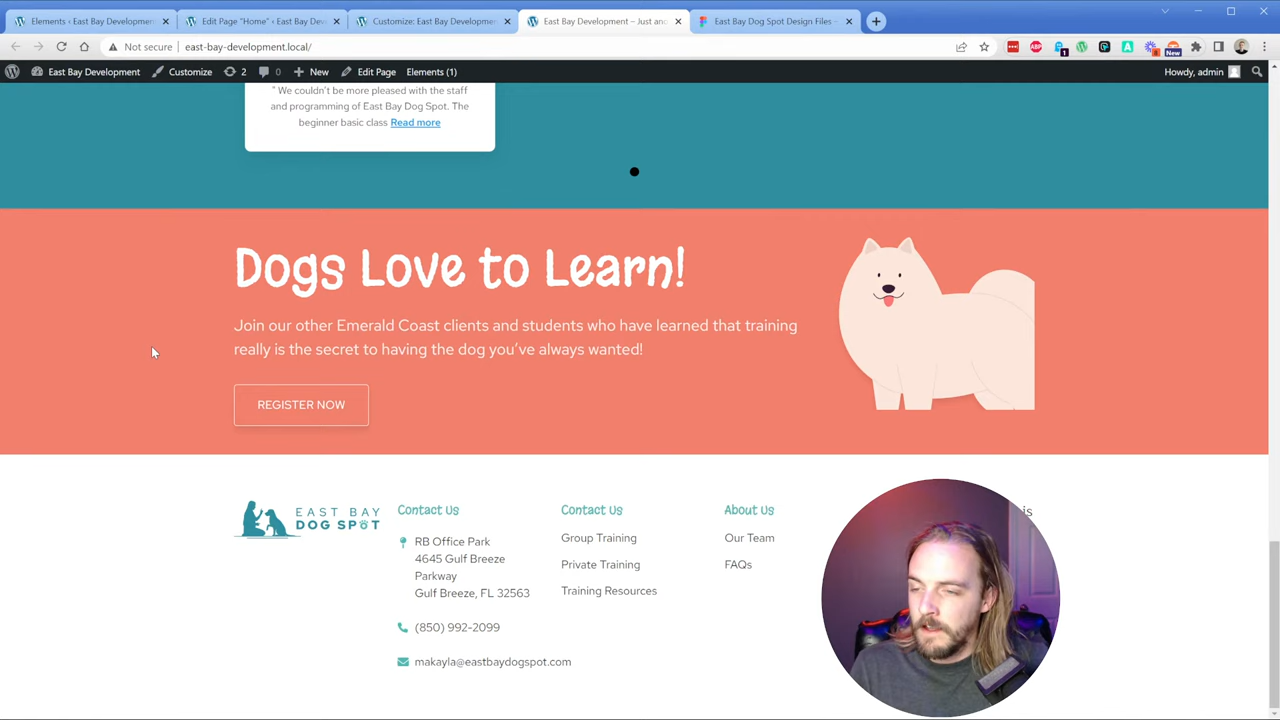 Elements ‹ East Bay Development
Edit Page "Home" ‹ East Bay Dev
Customize: East Bay Development
East Bay Development – Just ano
East Bay Dog Spot Design Files –
Not secure
east-bay-development.local/
New
East Bay Development
Customize
2
0
New
Edit Page
Elements (1)
Howdy, admin
" We couldn't be more pleased with the staff
and programming of East Bay Dog Spot. The
beginner basic class Read more
Dogs Love to Learn!
Join our other Emerald Coast clients and students who have learned that training
really is the secret to having the dog you've always wanted!
REGISTER NOW
EAST BAY
DOG SPOT
Contact Us
RB Office Park
4645 Gulf Breeze
Parkway
Gulf Breeze, FL 32563
(850) 992-2099
makayla@eastbaydogspot.com
Contact Us
Group Training
Private Training
Training Resources
About Us
Our Team
FAQs
is